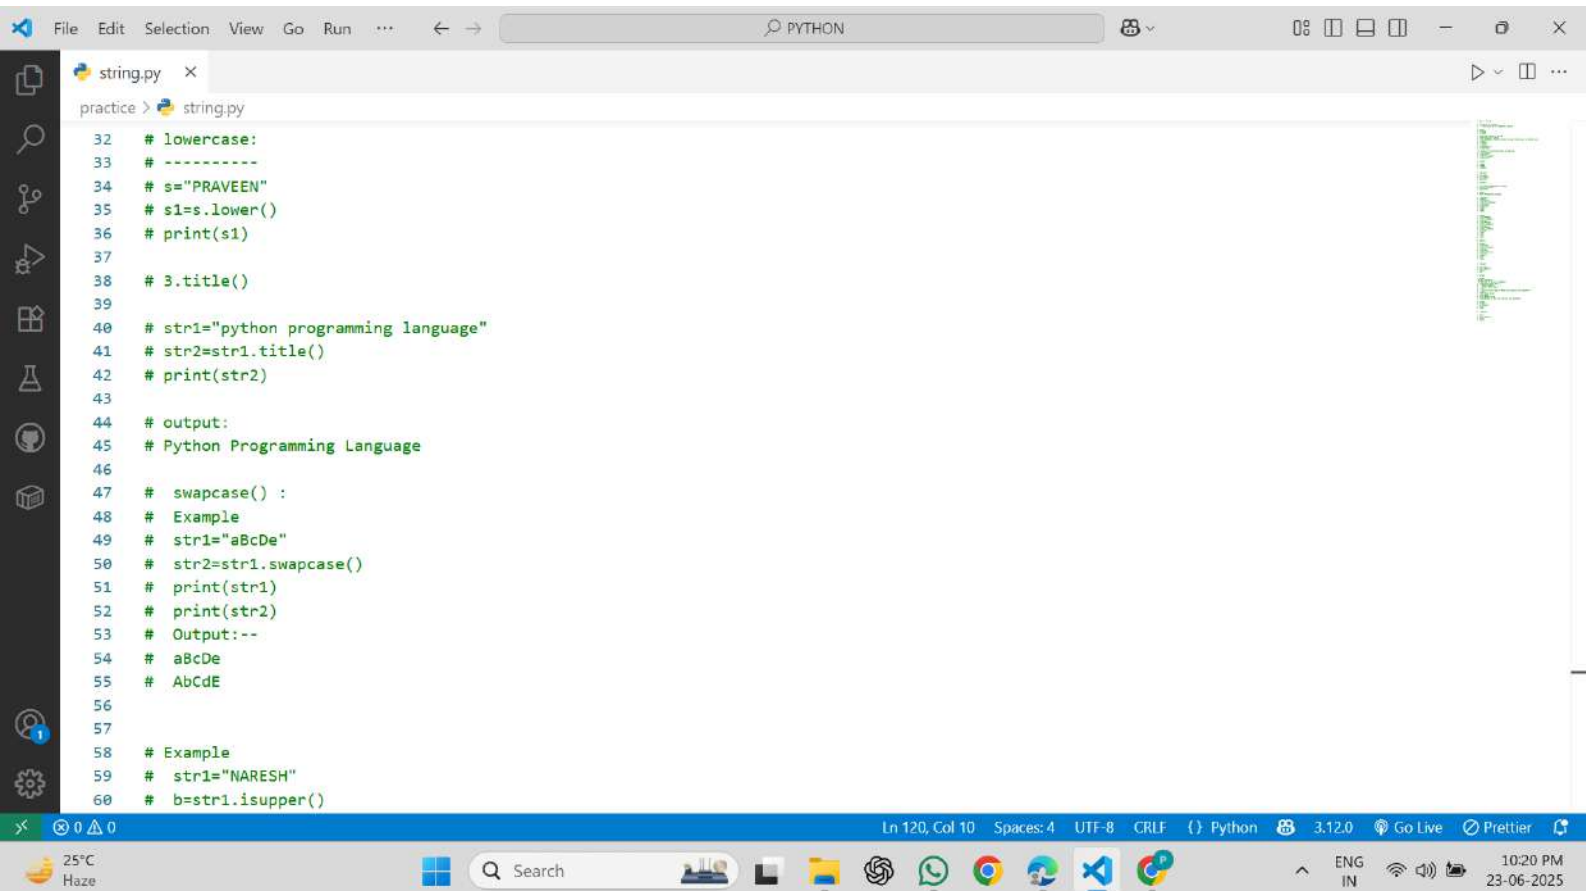 File Edit Selection View Go Run ··· PYTHON
string.py
practice > string.py
32 # lowercase:
33 # ----------
34 # s="PRAVEEN"
35 # s1=s.lower()
36 # print(s1)
37
38 # 3.title()
39
40 # str1="python programming language"
41 # str2=str1.title()
42 # print(str2)
43
44 # output:
45 # Python Programming Language
46
47 #  swapcase() :
48 #  Example
49 #  str1="aBcDe"
50 #  str2=str1.swapcase()
51 #  print(str1)
52 #  print(str2)
53 #  Output:--
54 #  aBcDe
55 #  AbCdE
56
57
58 # Example
59 #  str1="NARESH"
60 #  b=str1.isupper()
1
0 0 Ln 120, Col 10 Spaces: 4 UTF-8 CRLF {} Python 3.12.0 Go Live Prettier
25°C
Haze
Search
ENG
IN
10:20 PM
23-06-2025